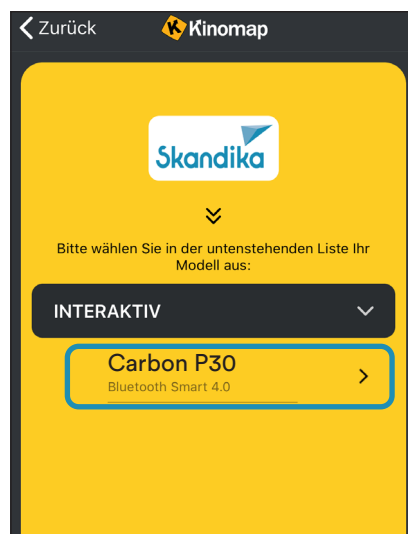 Zurück
Kinomap
Skandika
Bitte wählen Sie in der untenstehenden Liste Ihr
Modell aus:
INTERAKTIV
Carbon P30
Bluetooth Smart 4.0